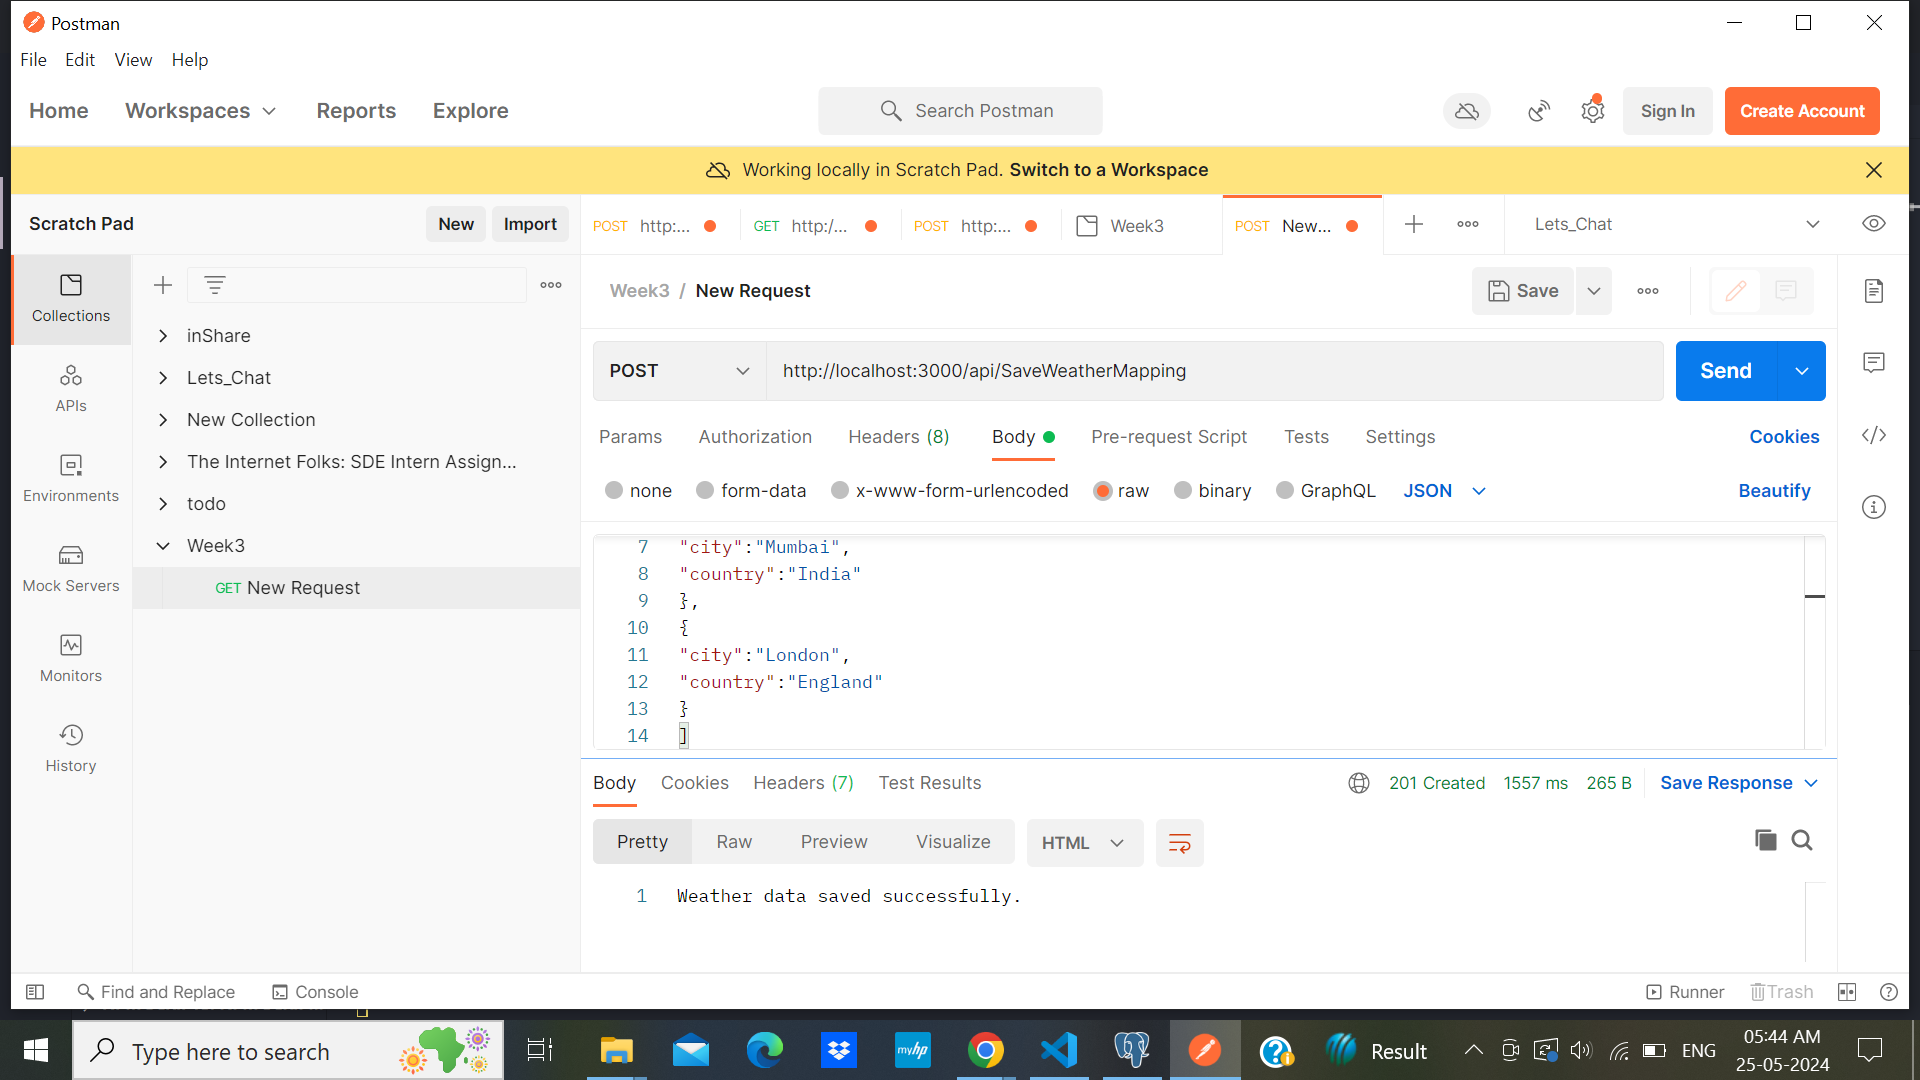 Postman
File Edit View Help
Home Workspaces Reports Explore Search Postman Sign In Create Account
Working locally in Scratch Pad. Switch to a Workspace
Scratch Pad New Import
POST http:... GET http:/... POST http:... Week3 POST New... Lets_Chat
Collections
APIs
Environments
Mock Servers
Monitors
History
inShare
Lets_Chat
New Collection
The Internet Folks: SDE Intern Assign...
todo
Week3
GET New Request
Week3 / New Request Save
POST http://localhost:3000/api/SaveWeatherMapping Send
Params Authorization Headers (8) Body Pre-request Script Tests Settings Cookies
none form-data x-www-form-urlencoded raw binary GraphQL JSON Beautify
7 "city":"Mumbai",
8 "country":"India"
9 },
10 {
11 "city":"London",
12 "country":"England"
13 }
14 ]
Body Cookies Headers (7) Test Results 201 Created 1557 ms 265 B Save Response
Pretty Raw Preview Visualize HTML
1 Weather data saved successfully.
Find and Replace Console Runner Trash
Type here to search myhp Result ENG 05:44 AM
25-05-2024